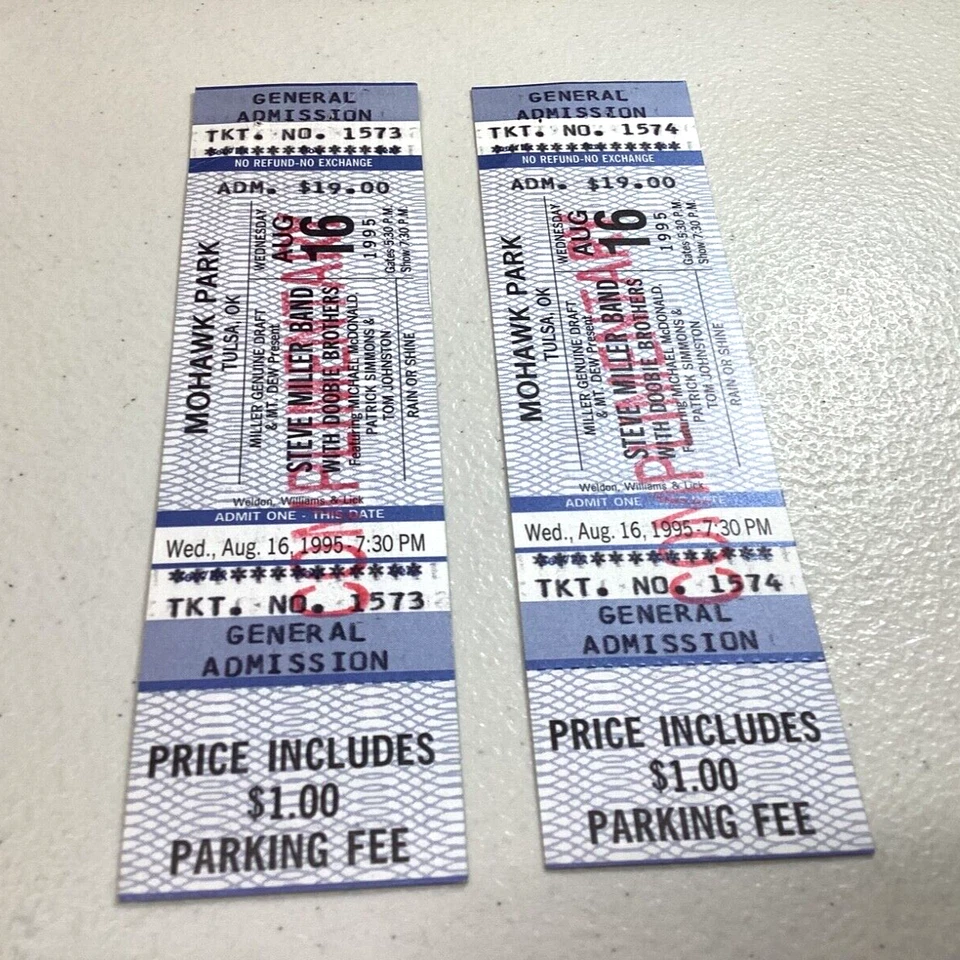 GENERAL
ADMISSION
TKT. NO. 1573
*************
NO REFUND-NO EXCHANGE
ADM. $19.00
MOHAWK PARK
TULSA, OK
MILLER GENUINE DRAFT
& MT. DEW Present
STEVE MILLER BAND
WITH DOOBIE BROTHERS
Featuring MICHAEL McDONALD,
PATRICK SIMMONS &
TOM JOHNSTON
RAIN OR SHINE
WEDNESDAY
AUG
16
1995
Gates 5:30 P.M.
Show 7:30 P.M.
COMPLIMENTARY
Weldon, Williams & Lick
ADMIT ONE - THIS DATE
Wed., Aug. 16, 1995-7:30 PM
*************
TKT. NO. 1573
GENERAL
ADMISSION
PRICE INCLUDES
$1.00
PARKING FEE
GENERAL
ADMISSION
TKT. NO. 1574
*************
NO REFUND-NO EXCHANGE
ADM. $19.00
MOHAWK PARK
TULSA, OK
MILLER GENUINE DRAFT
& MT. DEW Present
STEVE MILLER BAND
WITH DOOBIE BROTHERS
Featuring MICHAEL McDONALD,
PATRICK SIMMONS &
TOM JOHNSTON
RAIN OR SHINE
WEDNESDAY
AUG
16
1995
Gates 5:30 P.M.
Show 7:30 P.M.
COMPLIMENTARY
Weldon, Williams & Lick
ADMIT ONE - THIS DATE
Wed., Aug. 16, 1995-7:30 PM
*************
TKT. NO. 1574
GENERAL
ADMISSION
PRICE INCLUDES
$1.00
PARKING FEE